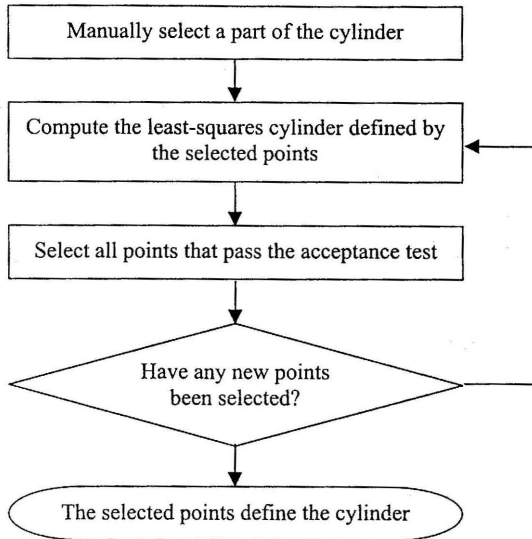 Manually select a part of the cylinder
Compute the least-squares cylinder defined by
the selected points
Select all points that pass the acceptance test
Have any new points
been selected?
The selected points define the cylinder